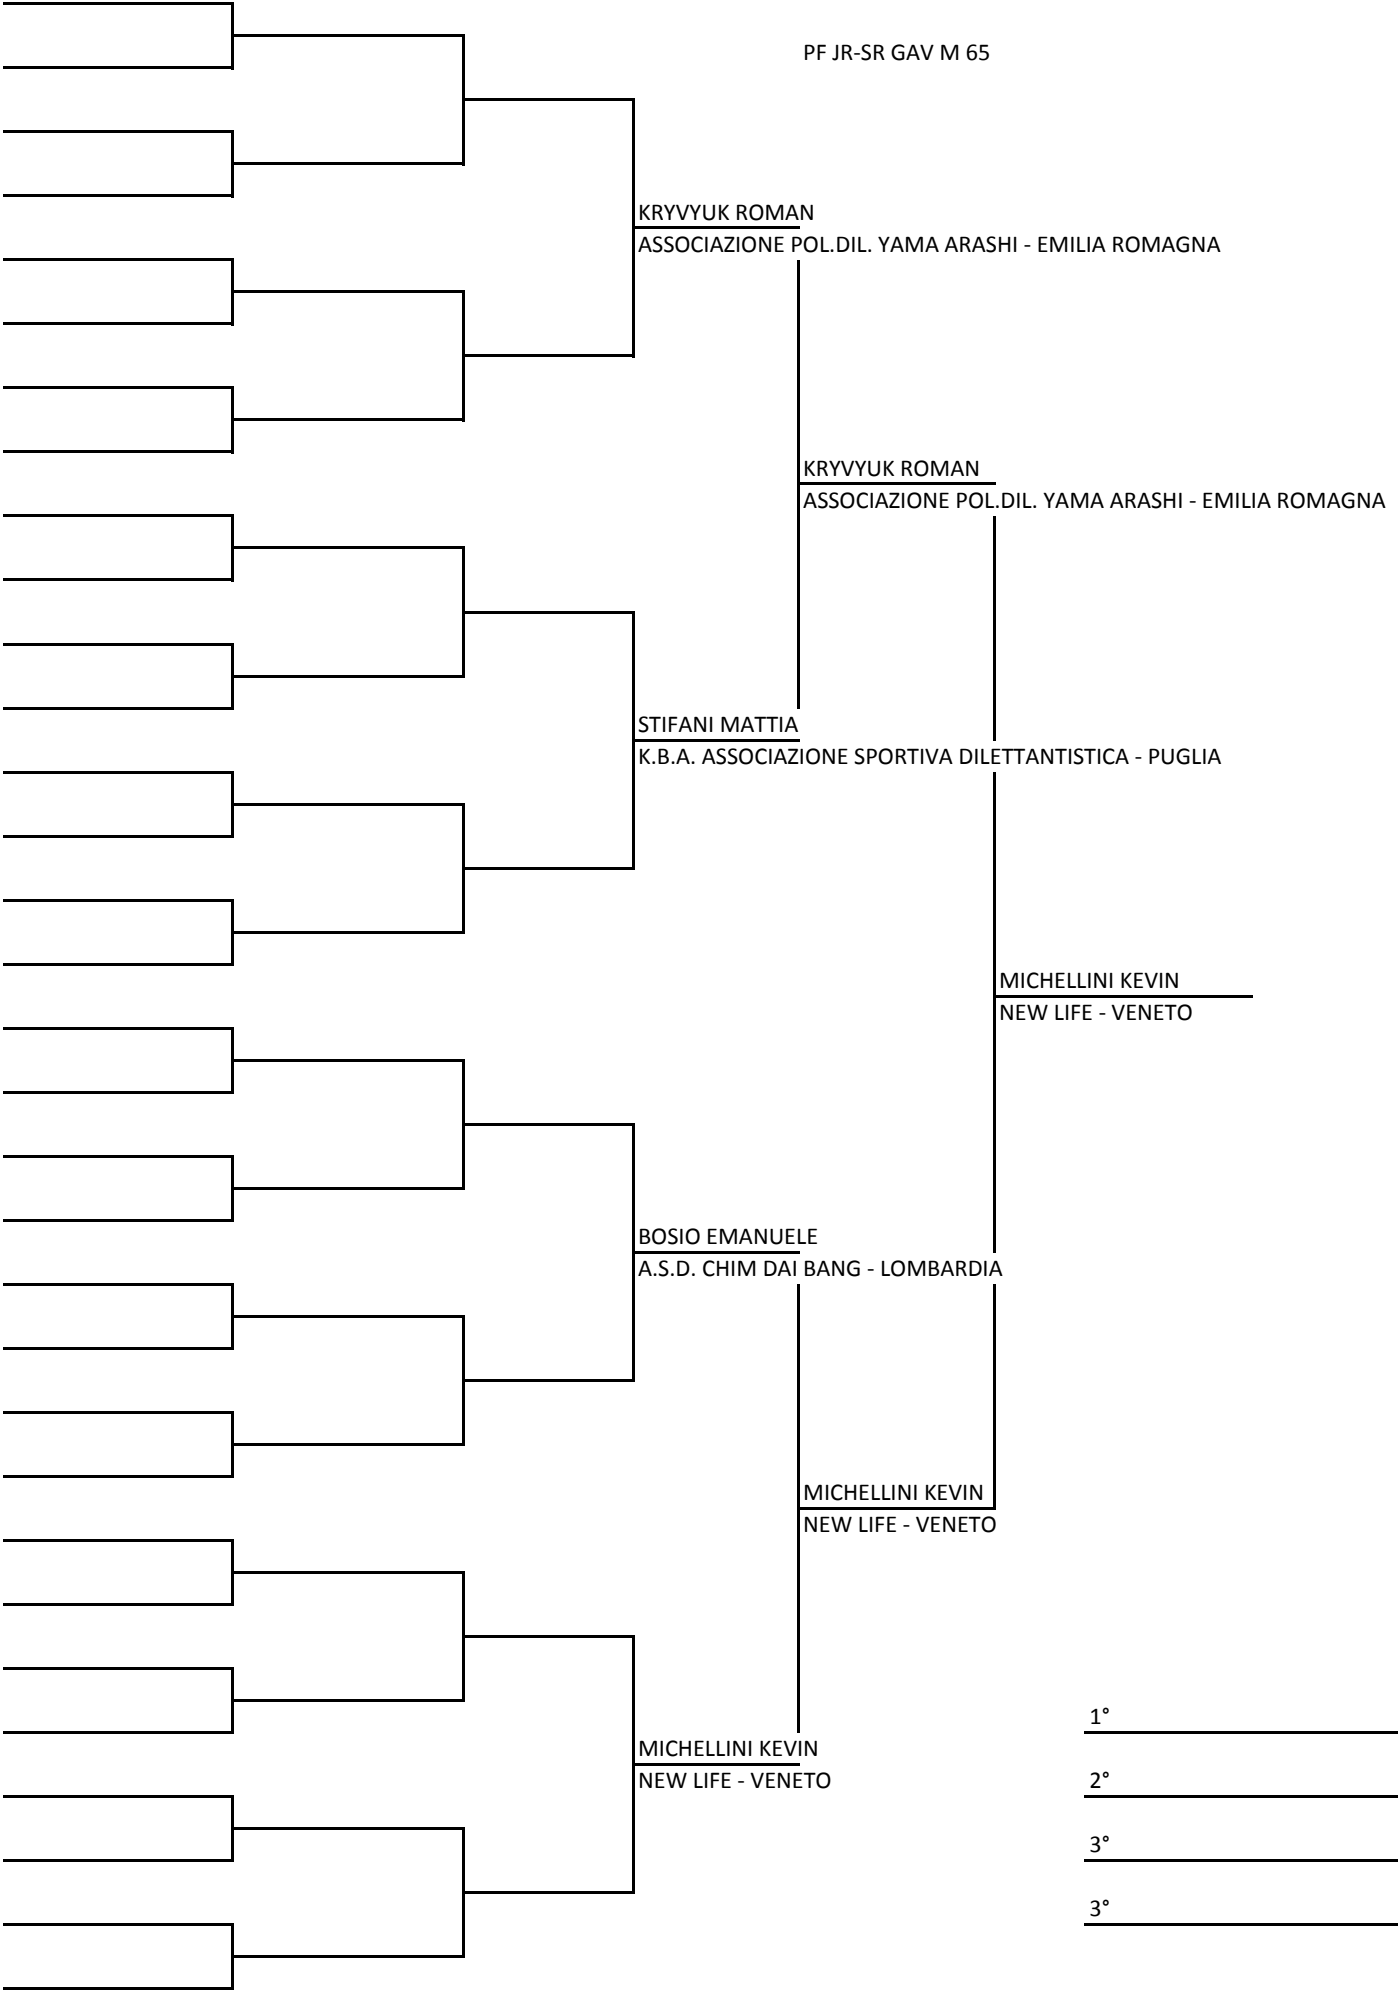 PF JR-SR GAV M 65
KRYVYUK ROMAN
ASSOCIAZIONE POL.DIL. YAMA ARASHI - EMILIA ROMAGNA
KRYVYUK ROMAN
ASSOCIAZIONE POL.DIL. YAMA ARASHI - EMILIA ROMAGNA
STIFANI MATTIA
K.B.A. ASSOCIAZIONE SPORTIVA DILETTANTISTICA - PUGLIA
MICHELLINI KEVIN
NEW LIFE - VENETO
BOSIO EMANUELE
A.S.D. CHIM DAI BANG - LOMBARDIA
MICHELLINI KEVIN
NEW LIFE - VENETO
1°
MICHELLINI KEVIN
NEW LIFE - VENETO
2°
3°
3°